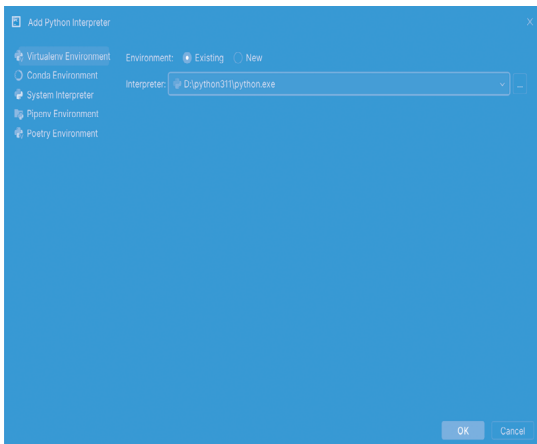 Add Python Interpreter X
Virtualenv Environment
Conda Environment
System Interpreter
Pipenv Environment
Poetry Environment
Environment: Existing New
Interpreter: D:\python311\python.exe ...
OK Cancel